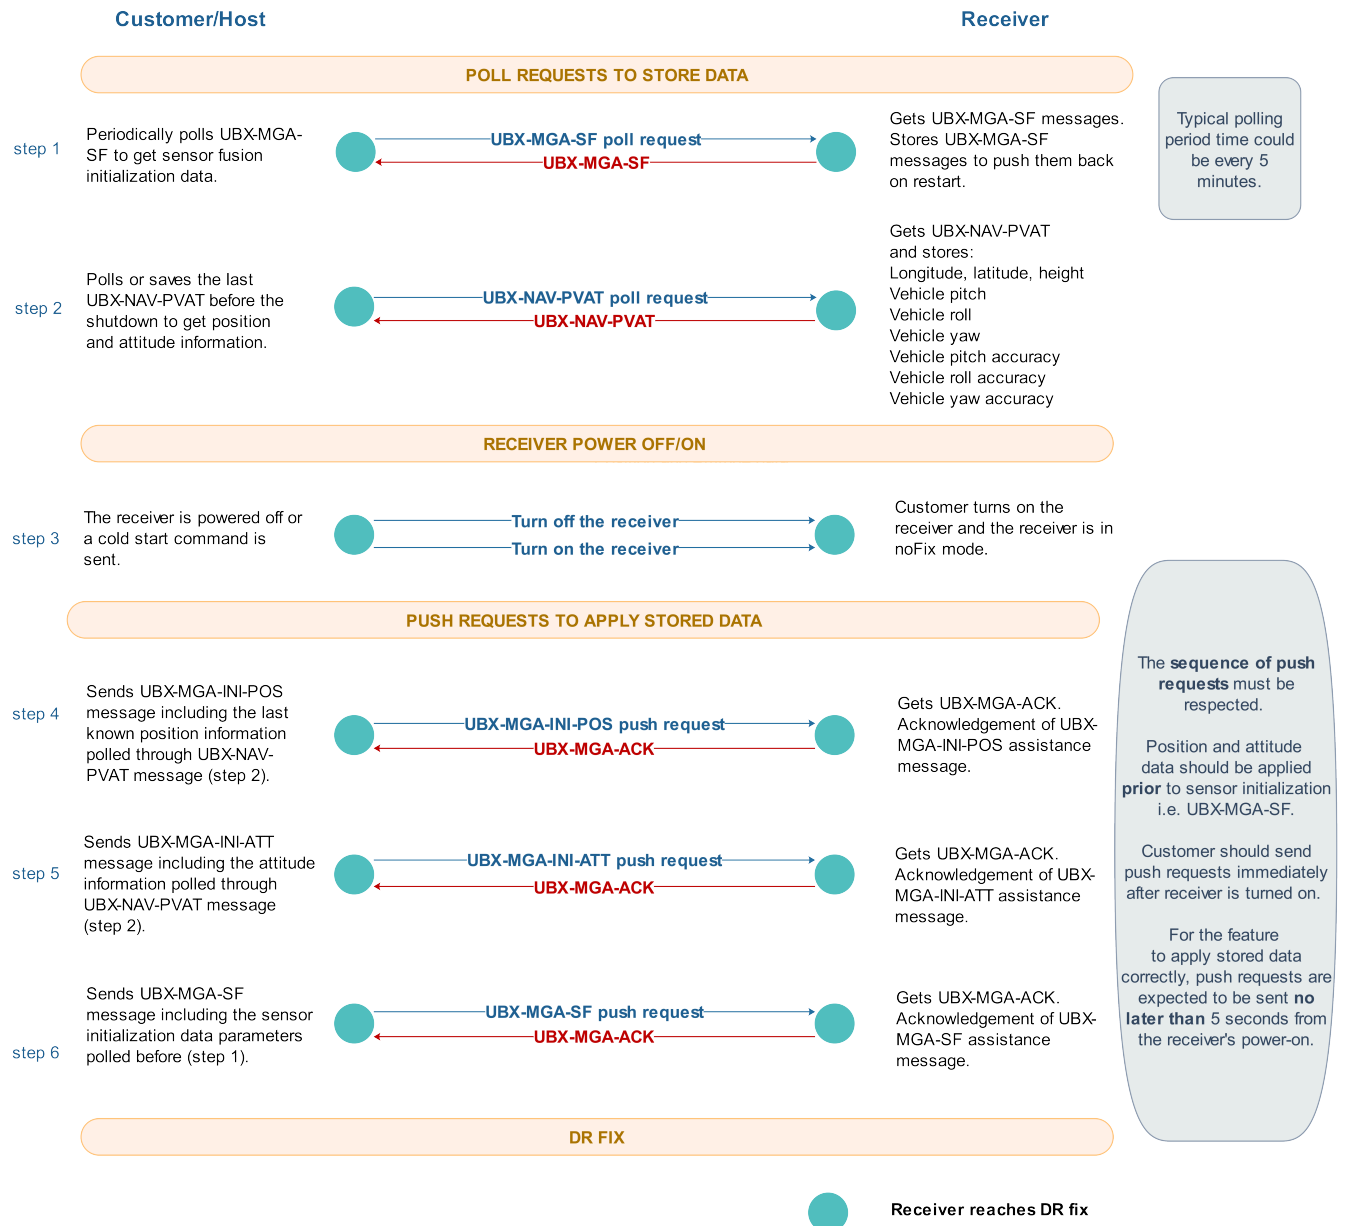 Customer/Host
Receiver
POLL REQUESTS TO STORE DATA
step 1
Periodically polls UBX-MGA-
SF to get sensor fusion
initialization data.
UBX-MGA-SF poll request
UBX-MGA-SF
Gets UBX-MGA-SF messages.
Stores UBX-MGA-SF
messages to push them back
on restart.
Typical polling
period time could
be every 5
minutes.
step 2
Polls or saves the last
UBX-NAV-PVAT before the
shutdown to get position
and attitude information.
UBX-NAV-PVAT poll request
UBX-NAV-PVAT
Gets UBX-NAV-PVAT
and stores:
Longitude, latitude, height
Vehicle pitch
Vehicle roll
Vehicle yaw
Vehicle pitch accuracy
Vehicle roll accuracy
Vehicle yaw accuracy
RECEIVER POWER OFF/ON
step 3
The receiver is powered off or
a cold start command is
sent.
Turn off the receiver
Turn on the receiver
Customer turns on the
receiver and the receiver is in
noFix mode.
PUSH REQUESTS TO APPLY STORED DATA
step 4
Sends UBX-MGA-INI-POS
message including the last
known position information
polled through UBX-NAV-
PVAT message (step 2).
UBX-MGA-INI-POS push request
UBX-MGA-ACK
Gets UBX-MGA-ACK.
Acknowledgement of UBX-
MGA-INI-POS assistance
message.
step 5
Sends UBX-MGA-INI-ATT
message including the attitude
information polled through
UBX-NAV-PVAT message
(step 2).
UBX-MGA-INI-ATT push request
UBX-MGA-ACK
Gets UBX-MGA-ACK.
Acknowledgement of UBX-
MGA-INI-ATT assistance
message.
step 6
Sends UBX-MGA-SF
message including the sensor
initialization data parameters
polled before (step 1).
UBX-MGA-SF push request
UBX-MGA-ACK
Gets UBX-MGA-ACK.
Acknowledgement of UBX-
MGA-SF assistance
message.
The sequence of push
requests must be
respected.
Position and attitude
data should be applied
prior to sensor initialization
i.e. UBX-MGA-SF.
Customer should send
push requests immediately
after receiver is turned on.
For the feature
to apply stored data
correctly, push requests are
expected to be sent no
later than 5 seconds from
the receiver's power-on.
DR FIX
Receiver reaches DR fix